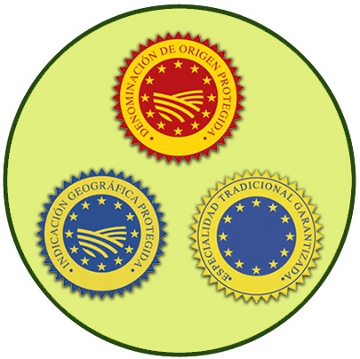 DENOMINACIÓN DE ORIGEN PROTEGIDA
INDICACIÓN GEOGRÁFICA PROTEGIDA
ESPECIALIDAD TRADICIONAL GARANTIZADA